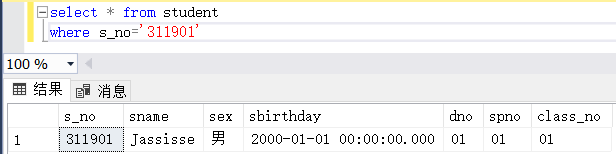 select * from student
where s_no='311901'
100 %
结果 消息
s_no sname sex sbirthday dno spno class_no
1 311901 Jassisse 男 2000-01-01 00:00:00.000 01 01 01